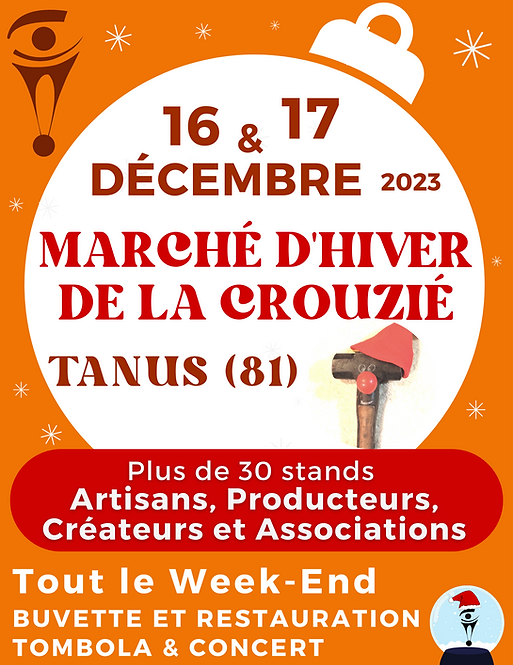 16 & 17
DÉCEMBRE 2023
MARCHÉ D'HIVER
DE LA CROUZIÉ
TANUS (81)
Plus de 30 stands
Artisans, Producteurs,
Créateurs et Associations
Tout le Week-End
BUVETTE ET RESTAURATION
TOMBOLA & CONCERT